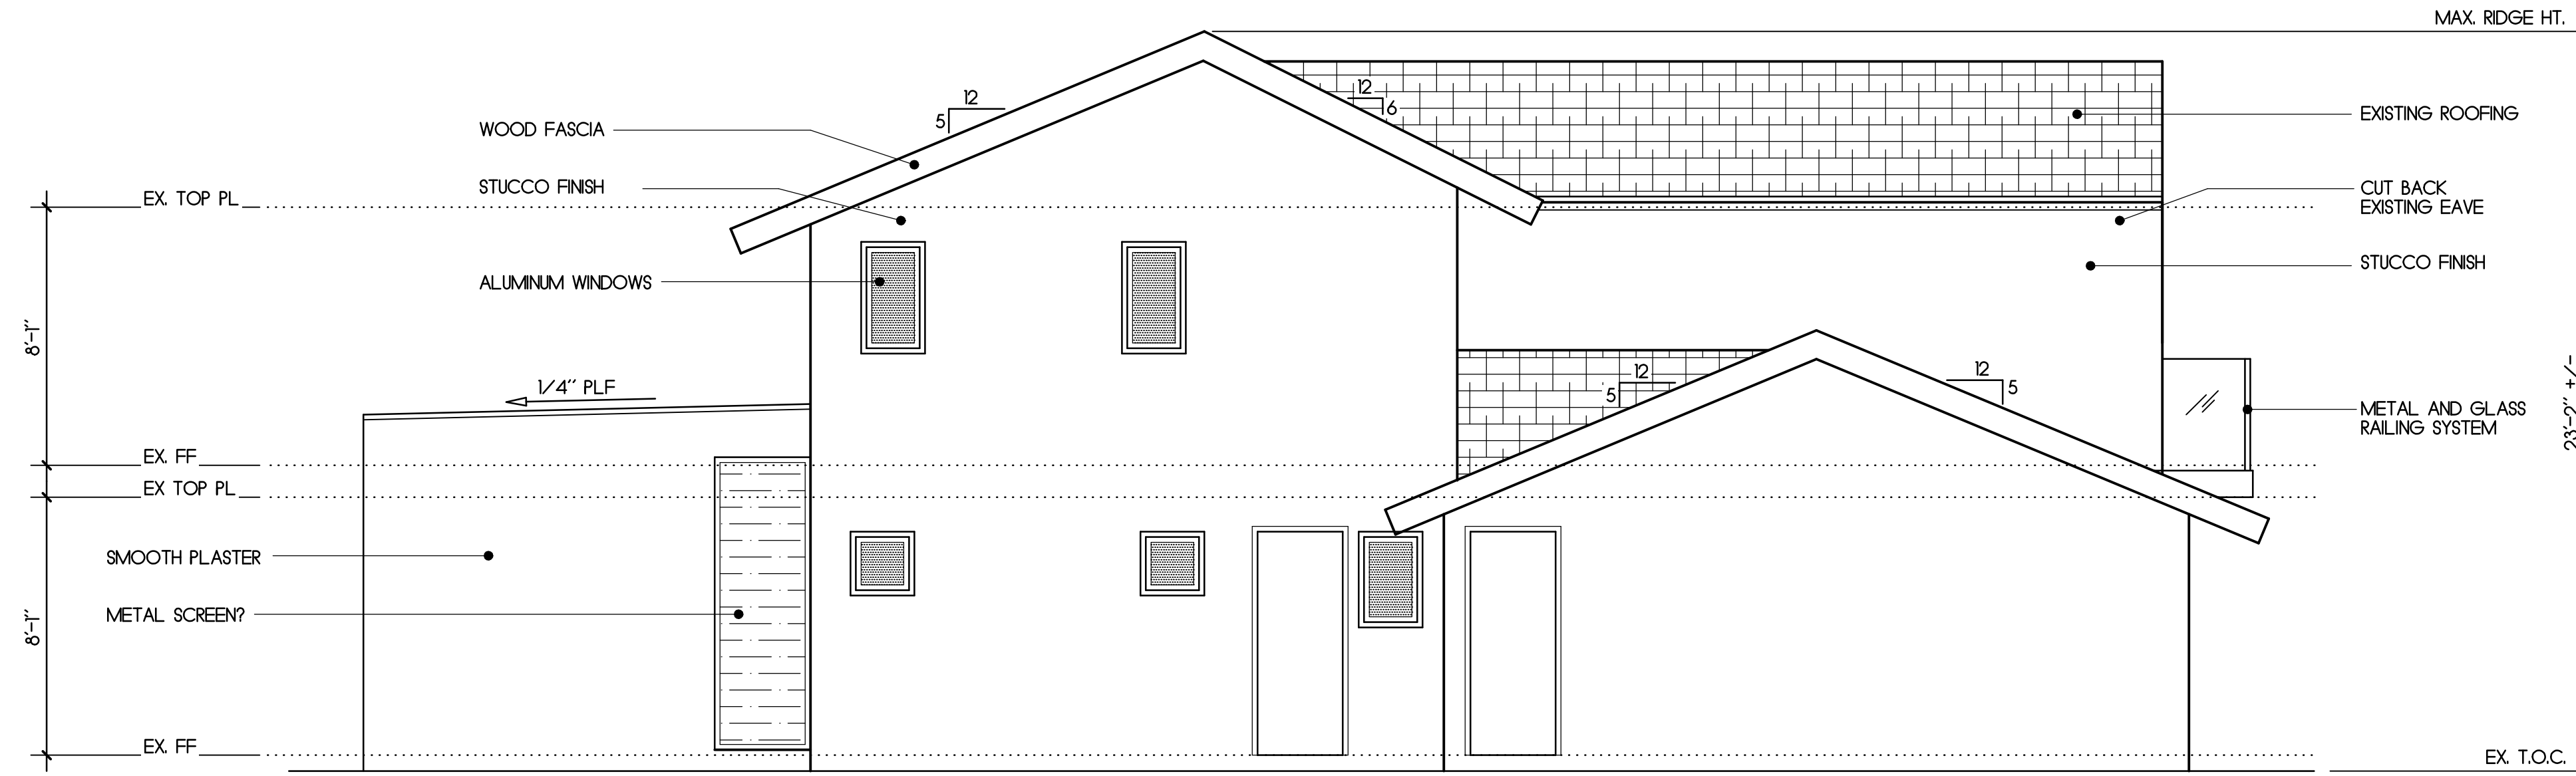 MAX. RIDGE HT.
12
5
12
6
WOOD FASCIA
EXISTING ROOFING
STUCCO FINISH
CUT BACK
EXISTING EAVE
EX. TOP PL
STUCCO FINISH
ALUMINUM WINDOWS
8'-1"
1/4" PLF
12
5
12
5
METAL AND GLASS
RAILING SYSTEM
23'-2" +/-
EX. FF
EX TOP PL
SMOOTH PLASTER
METAL SCREEN?
8'-1"
EX. FF
EX. T.O.C.